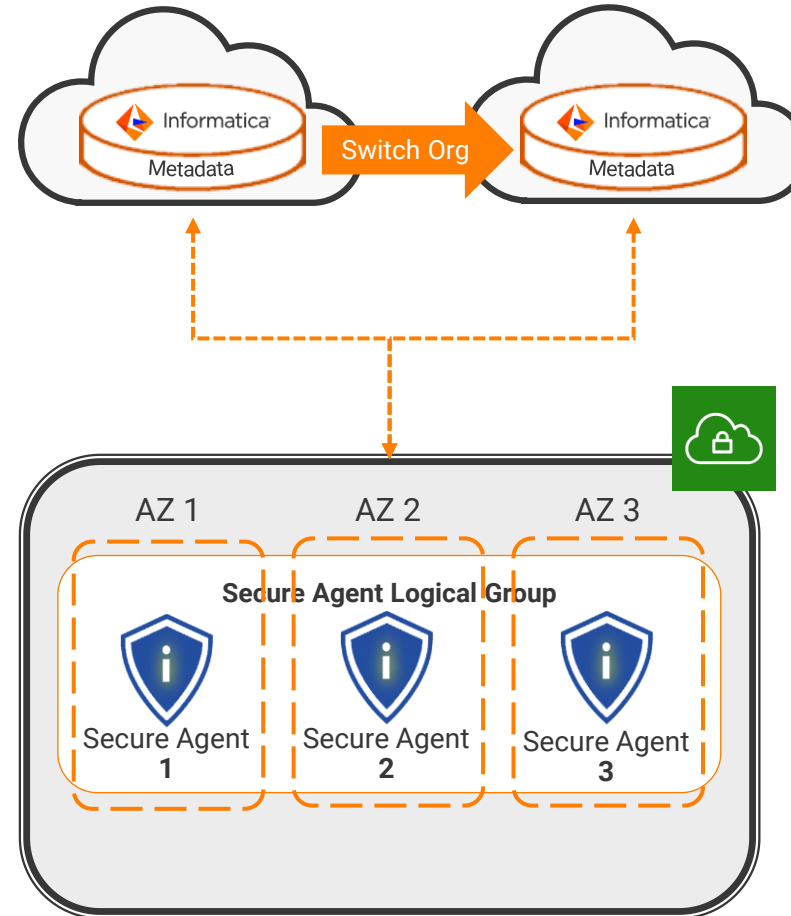 Informatica
Metadata
Switch Org
Informatica
Metadata
AZ 1
AZ 2
AZ 3
Secure Agent Logical Group
i
i
i
Secure Agent
1
Secure Agent
2
Secure Agent
3